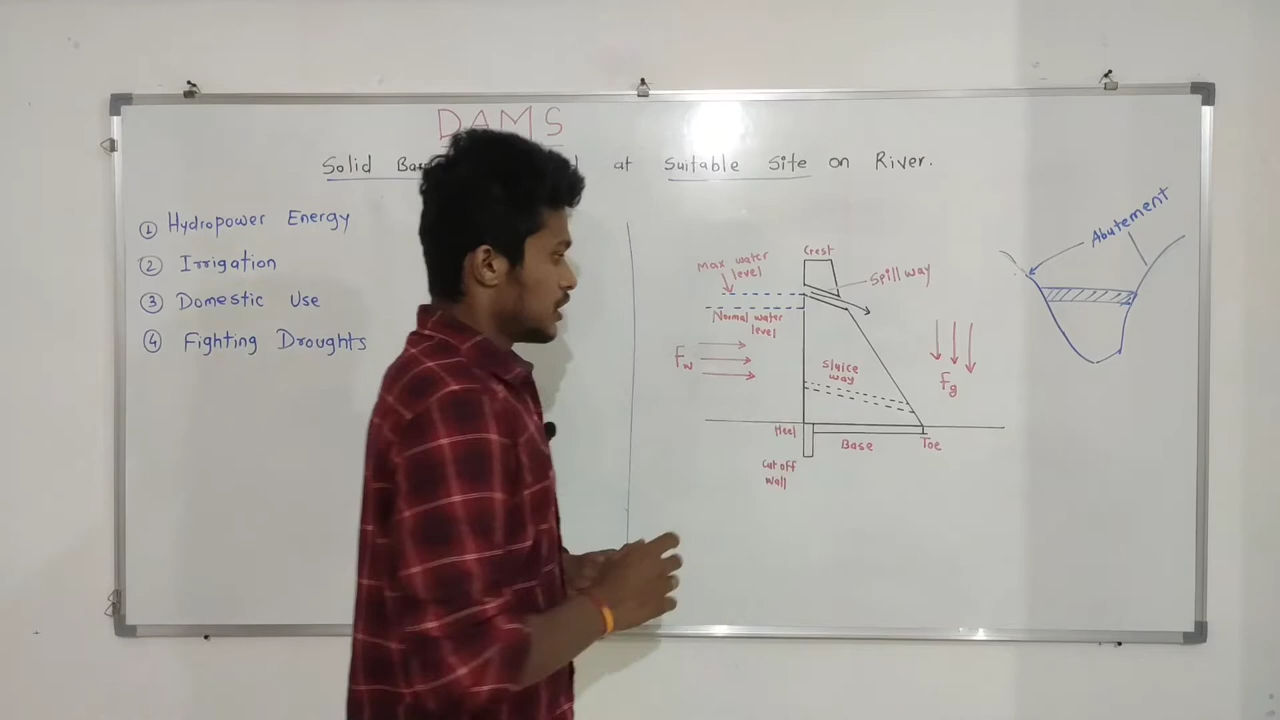 DAMS
Solid at Suitable Site on River.
① Hydropower Energy
② Irrigation
③ Domestic Use
④ Fighting Droughts
Crest
Max water
level
Spill way
Normal water
level
Fw
Sluice
way
Fg
Heel
Base
Toe
Cut off
wall
Abutement